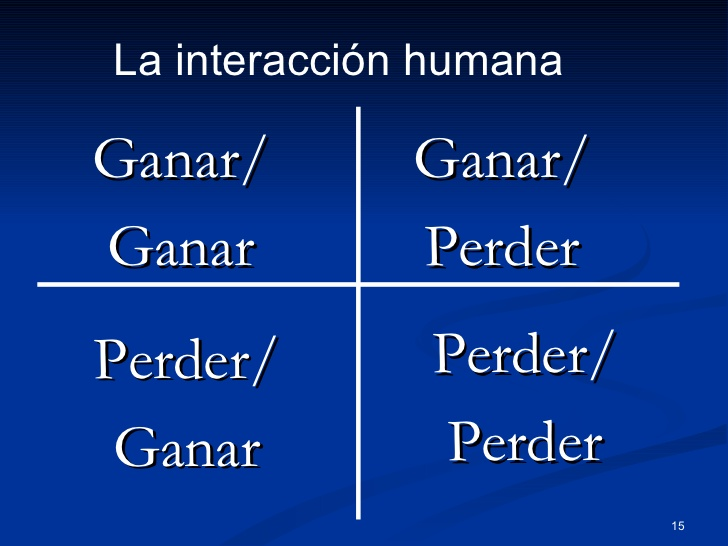 La interacción humana
Ganar/
Ganar
Ganar/
Perder
Perder/
Ganar
Perder/
Perder
15